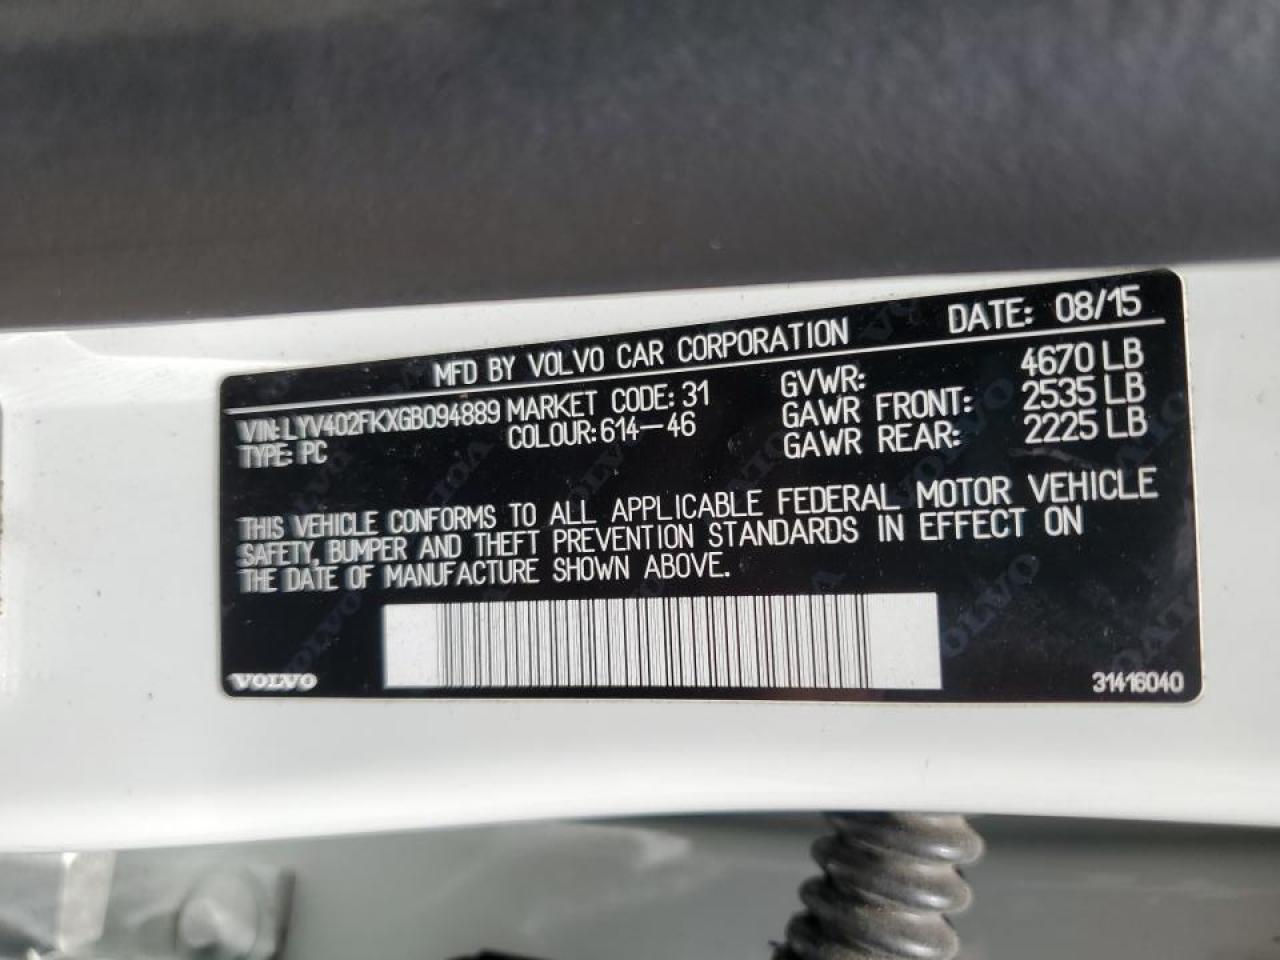 MFD BY VOLVO CAR CORPORATION DATE: 08/15
VIN: LYV402FKXGB094889 MARKET CODE: 31 GVWR: 4670 LB
TYPE: PC COLOUR: 614-46 GAWR FRONT: 2535 LB
GAWR REAR: 2225 LB
THIS VEHICLE CONFORMS TO ALL APPLICABLE FEDERAL MOTOR VEHICLE
SAFETY, BUMPER AND THEFT PREVENTION STANDARDS IN EFFECT ON
THE DATE OF MANUFACTURE SHOWN ABOVE.
VOLVO 31416040